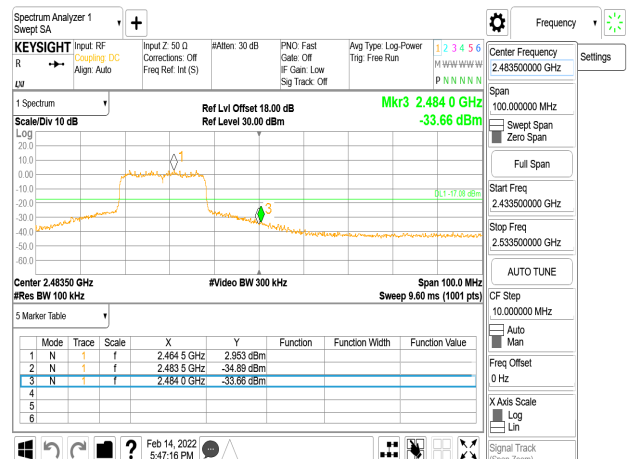 Spectrum Analyzer 1
Swept SA
Frequency
KEYSIGHT Input: RF
R
Coupling: DC
Align: Auto
LXI
Input Z: 50 Ω
Corrections: Off
Freq Ref: Int (S)
#Atten: 30 dB
PNO: Fast
Gate: Off
IF Gain: Low
Sig Track: Off
Avg Type: Log-Power
Trig: Free Run
1 2 3 4 5 6
M W W W W W
P N N N N N
Center Frequency
2.483500000 GHz
Settings
Span
100.000000 MHz
Swept Span
Zero Span
Full Span
Start Freq
2.433500000 GHz
Stop Freq
2.533500000 GHz
AUTO TUNE
CF Step
10.000000 MHz
Auto
Man
Freq Offset
0 Hz
X Axis Scale
Log
Lin
Signal Track
(Span Zoom)
1 Spectrum
Scale/Div 10 dB
Ref Lvl Offset 18.00 dB
Ref Level 30.00 dBm
Mkr3 2.484 0 GHz
-33.66 dBm
Log
20.0
10.0
0.00
-10.0
-20.0
-30.0
-40.0
-50.0
-60.0
1
3
DL1 -17.09 dBm
Center 2.48350 GHz
#Res BW 100 kHz
#Video BW 300 kHz
Span 100.0 MHz
Sweep 9.60 ms (1001 pts)
5 Marker Table
Mode Trace Scale X Y Function Function Width Function Value
1 N 1 f 2.464 5 GHz 2.953 dBm
2 N 1 f 2.483 5 GHz -34.89 dBm
3 N 1 f 2.484 0 GHz -33.66 dBm
4
5
6
?
Feb 14, 2022
5:47:16 PM